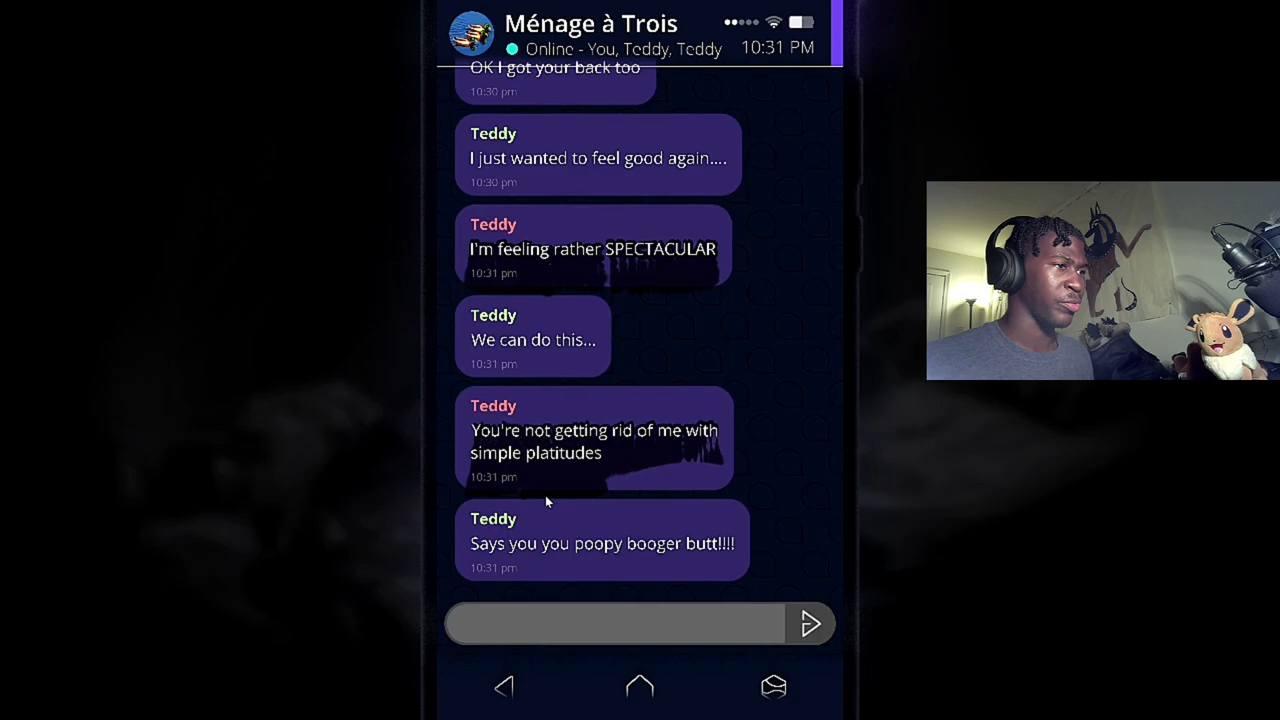 Ménage à Trois
Online - You, Teddy, Teddy
10:31 PM
OK I got your back too
10:30 pm
Teddy
I just wanted to feel good again....
10:30 pm
Teddy
I'm feeling rather SPECTACULAR
10:31 pm
Teddy
We can do this...
10:31 pm
Teddy
You're not getting rid of me with
simple platitudes
10:31 pm
Teddy
Says you you poopy booger butt!!!!
10:31 pm